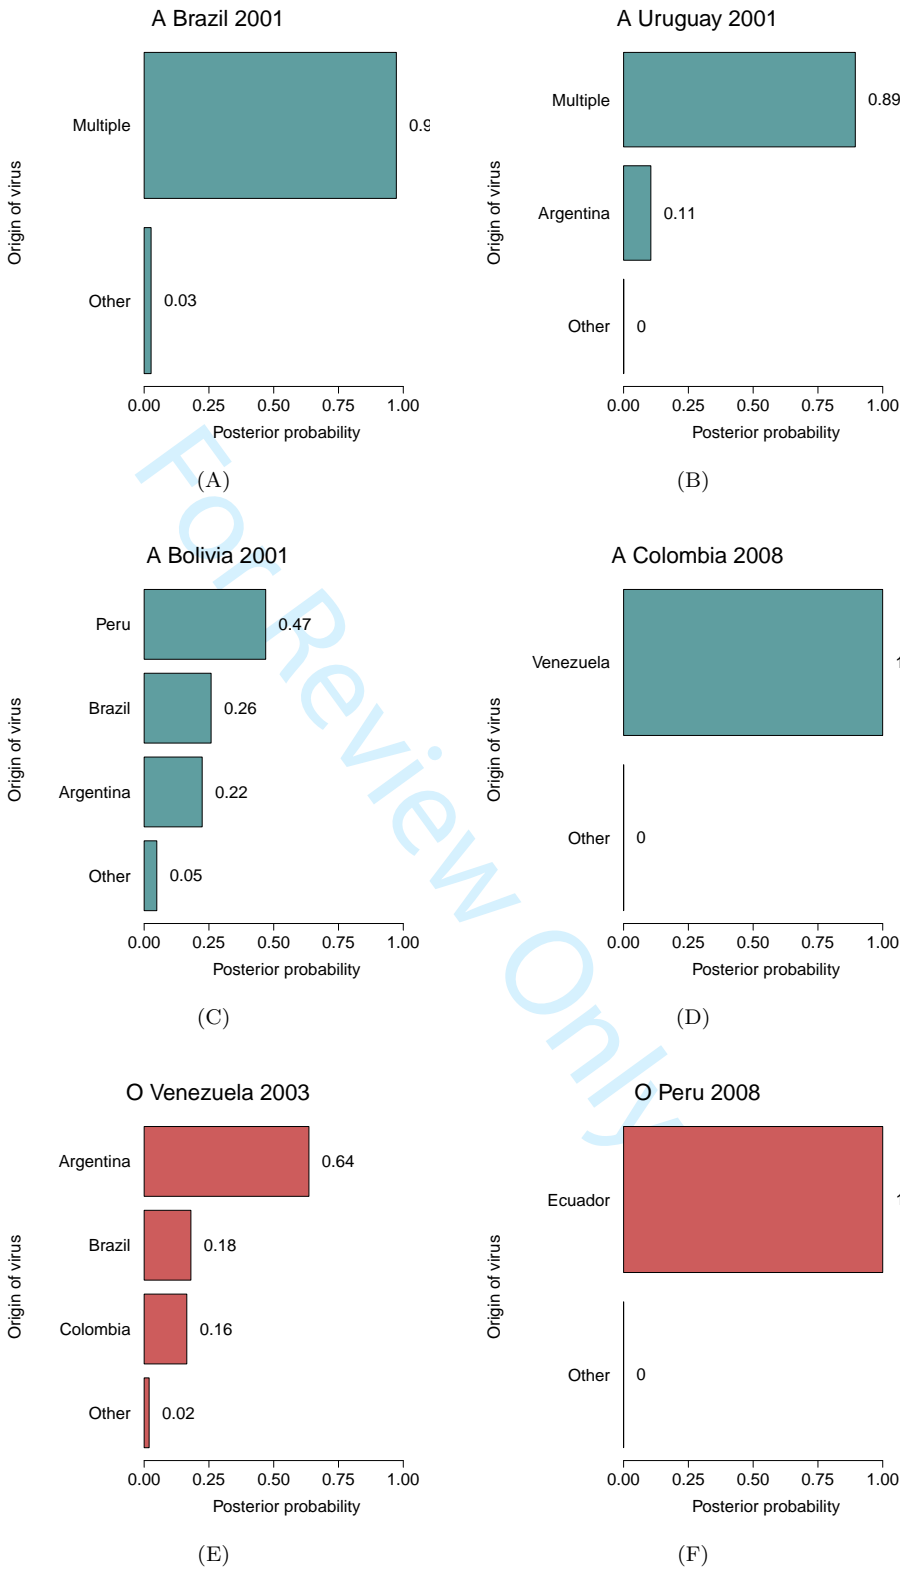 A Brazil 2001
Origin of virus
Multiple
0.9
Other
0.03
0.00 0.25 0.50 0.75 1.00
Posterior probability
(A)
A Uruguay 2001
Origin of virus
Multiple
0.89
Argentina
0.11
Other
0
0.00 0.25 0.50 0.75 1.00
Posterior probability
(B)
A Bolivia 2001
Origin of virus
Peru
0.47
Brazil
0.26
Argentina
0.22
Other
0.05
0.00 0.25 0.50 0.75 1.00
Posterior probability
(C)
A Colombia 2008
Origin of virus
Venezuela
1
Other
0
0.00 0.25 0.50 0.75 1.00
Posterior probability
(D)
O Venezuela 2003
Origin of virus
Argentina
0.64
Brazil
0.18
Colombia
0.16
Other
0.02
0.00 0.25 0.50 0.75 1.00
Posterior probability
(E)
O Peru 2008
Origin of virus
Ecuador
1
Other
0
0.00 0.25 0.50 0.75 1.00
Posterior probability
(F)
For Review Only